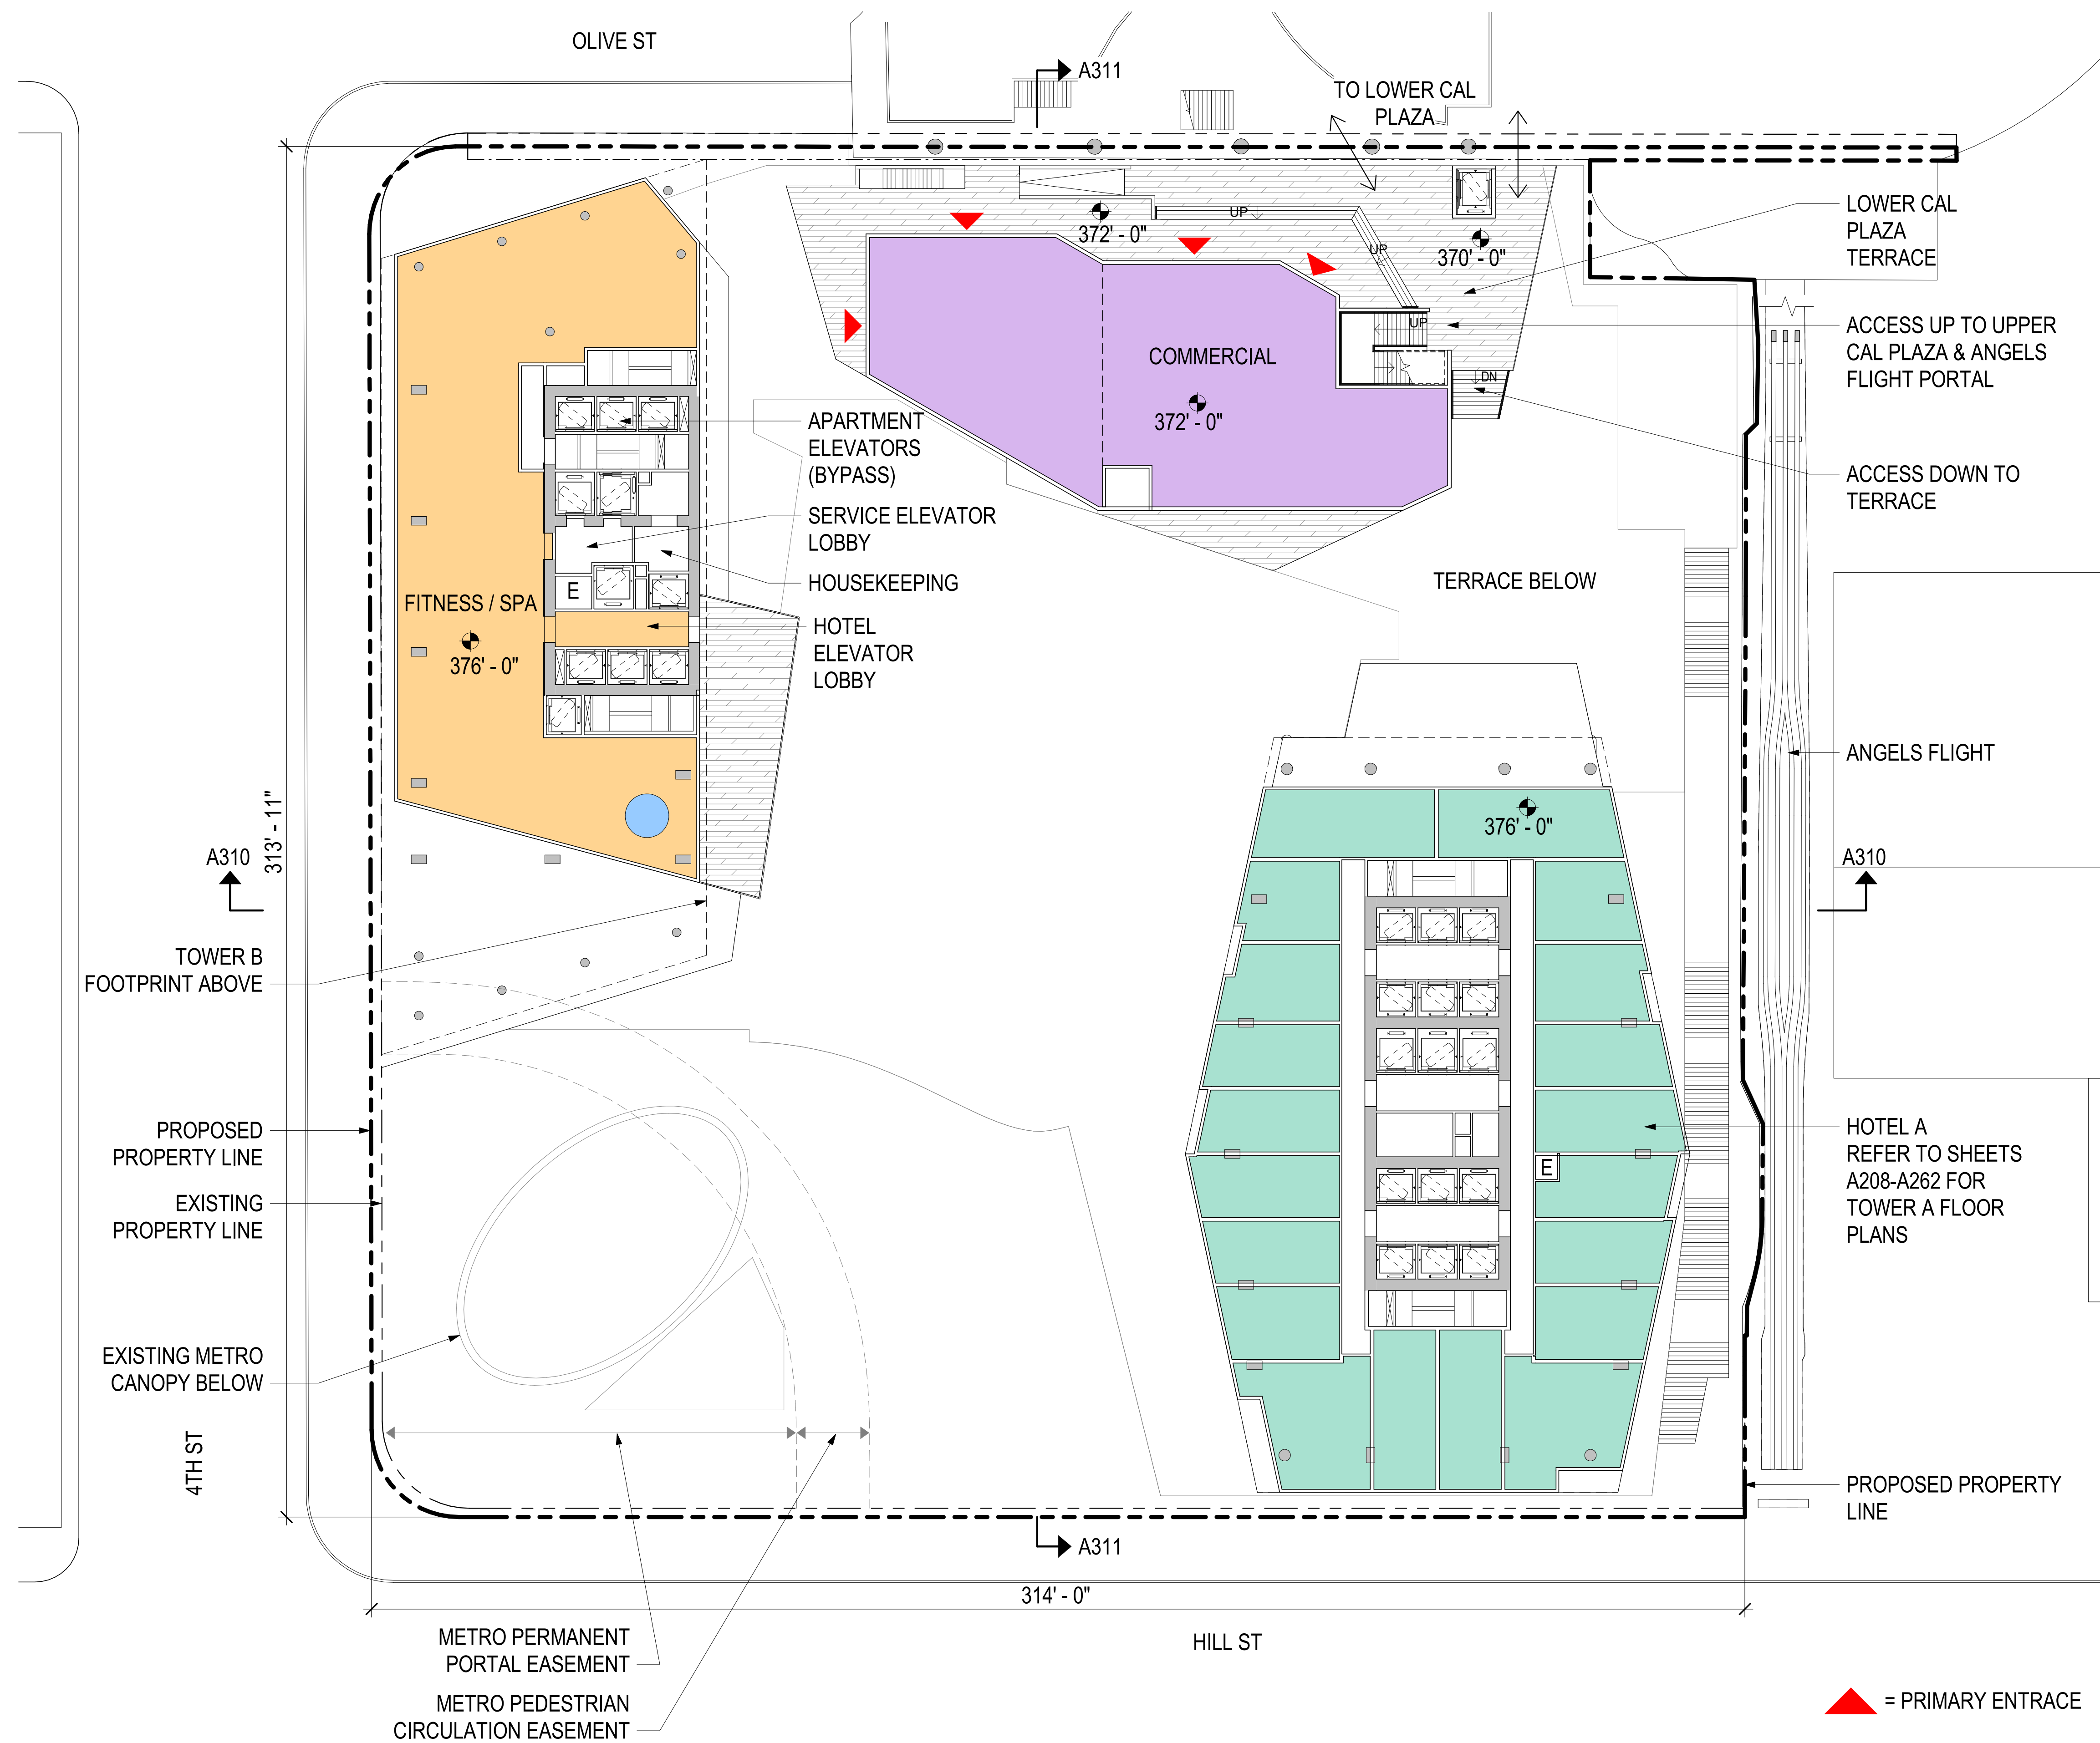 OLIVE ST
A311
TO LOWER CAL
PLAZA
LOWER CAL
PLAZA
TERRACE
UP
372' - 0"
UP
370' - 0"
ACCESS UP TO UPPER
CAL PLAZA & ANGELS
FLIGHT PORTAL
UP
COMMERCIAL
372' - 0"
DN
APARTMENT
ELEVATORS
(BYPASS)
ACCESS DOWN TO
TERRACE
SERVICE ELEVATOR
LOBBY
HOUSEKEEPING
TERRACE BELOW
E
FITNESS / SPA
376' - 0"
HOTEL
ELEVATOR
LOBBY
ANGELS FLIGHT
313' - 11"
376' - 0"
A310
A310
TOWER B
FOOTPRINT ABOVE
PROPOSED
PROPERTY LINE
HOTEL A
REFER TO SHEETS
A208-A262 FOR
TOWER A FLOOR
PLANS
E
EXISTING
PROPERTY LINE
EXISTING METRO
CANOPY BELOW
4TH ST
PROPOSED PROPERTY
LINE
A311
314' - 0"
METRO PERMANENT
PORTAL EASEMENT
HILL ST
METRO PEDESTRIAN
CIRCULATION EASEMENT
= PRIMARY ENTRACE